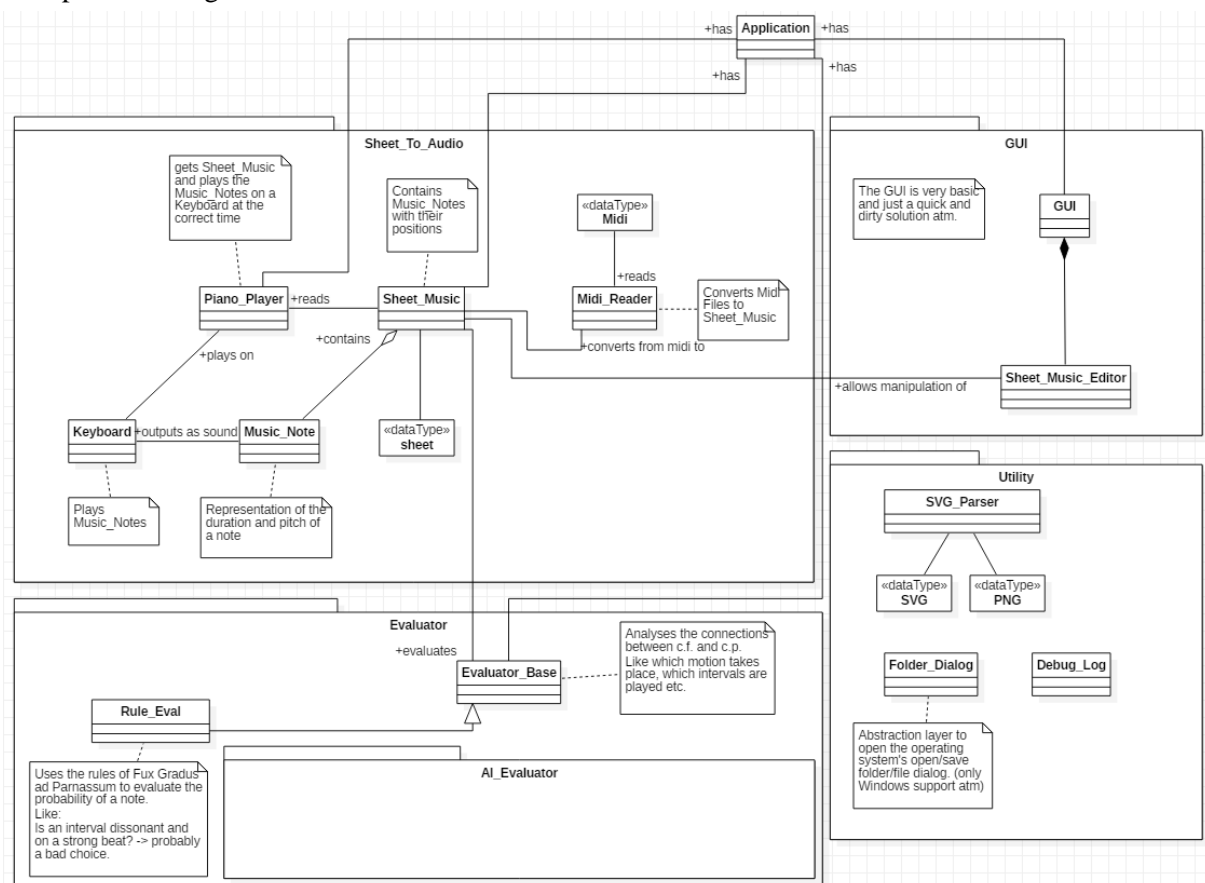 +has
Application
+has
+has
+has
Sheet_To_Audio
gets Sheet_Music
and plays the
Music_Notes on a
Keyboard at the
correct time
Contains
Music_Notes
with their
positions
«dataType»
Midi
+reads
Piano_Player
+reads
Sheet_Music
Midi_Reader
Converts Midi
Files to
Sheet_Music
+contains
+converts from midi to
+plays on
Keyboard
+outputs as sound
Music_Note
«dataType»
sheet
Plays
Music_Notes
Representation of the
duration and pitch of
a note
GUI
The GUI is very basic
and just a quick and
dirty solution atm.
GUI
Sheet_Music_Editor
+allows manipulation of
Utility
SVG_Parser
«dataType»
SVG
«dataType»
PNG
Folder_Dialog
Debug_Log
Abstraction layer to
open the operating
system's open/save
folder/file dialog. (only
Windows support atm)
Evaluator
+evaluates
Evaluator_Base
Analyses the connections
between c.f. and c.p.
Like which motion takes
place, which intervals are
played etc.
Rule_Eval
Uses the rules of Fux Gradus
ad Parnassum to evaluate the
probability of a note.
Like:
Is an interval dissonant and
on a strong beat? -> probably
a bad choice.
AI_Evaluator